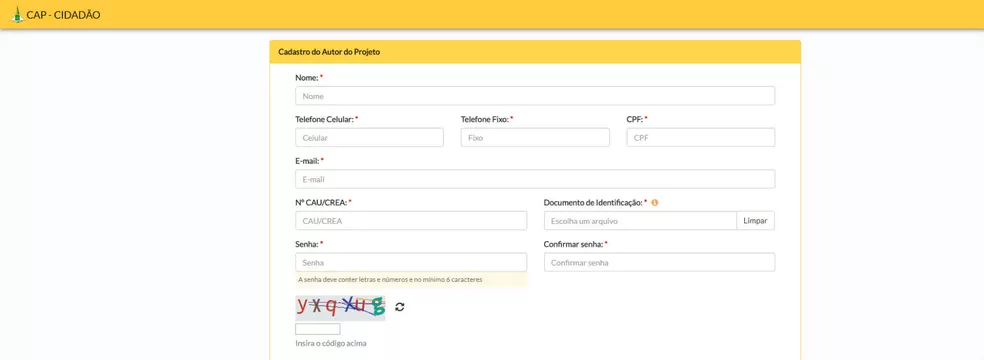 CAP - CIDADÃO
Cadastro do Autor do Projeto
Nome: *
Nome
Telefone Celular: * Telefone Fixo: * CPF: *
Celular Fixo CPF
E-mail: *
E-mail
Nº CAU/CREA: * Documento de Identificação: *
CAU/CREA Escolha um arquivo Limpar
Senha: * Confirmar senha: *
Senha Confirmar senha
A senha deve conter letras e números e no mínimo 6 caracteres
yxqxug
Insira o código acima